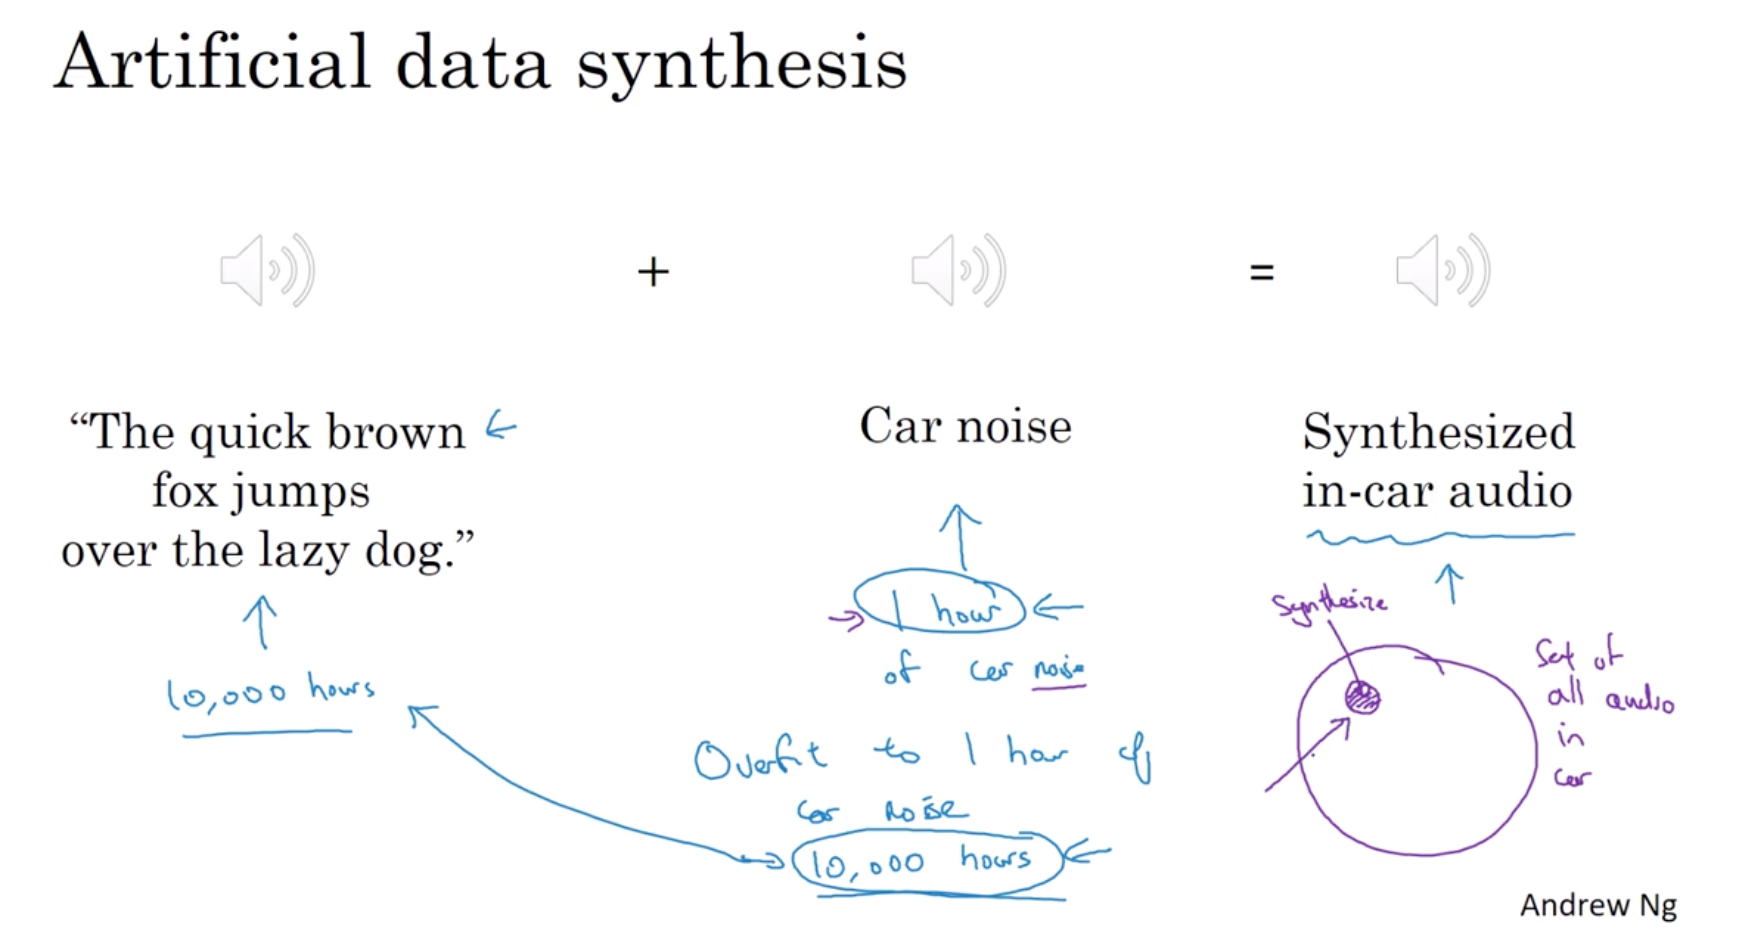 Artificial data synthesis
+
=
“The quick brown
fox jumps
over the lazy dog.”
10,000 hours
Car noise
1 hour
of car noise
Overfit to 1 hour of
car noise
10,000 hours
Synthesized
in-car audio
Synthesize
Set of
all audio
in
car
Andrew Ng